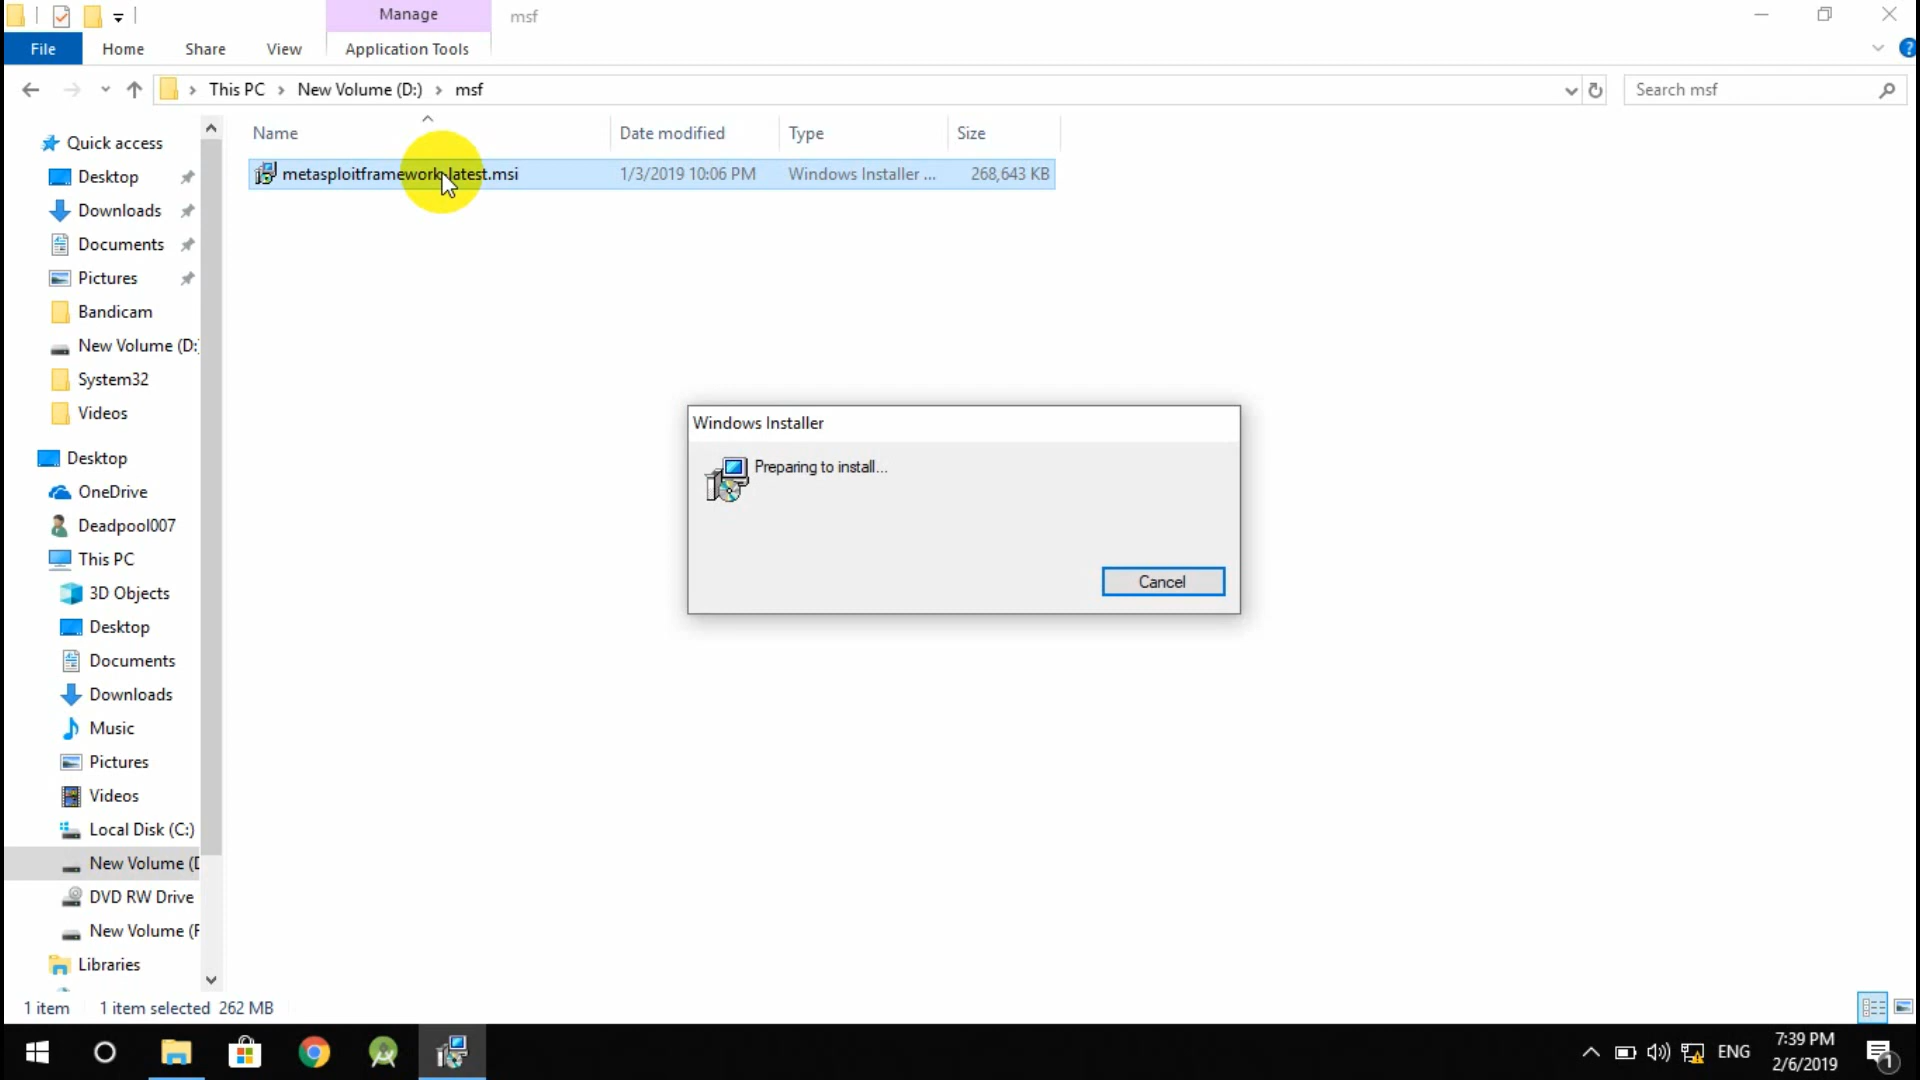 Manage
msf
File
Home
Share
View
Application Tools
?
This PC
New Volume (D:)
msf
Search msf
Name
Date modified
Type
Size
metasploitframework-latest.msi
1/3/2019 10:06 PM
Windows Installer ...
268,643 KB
Quick access
Desktop
Downloads
Documents
Pictures
Bandicam
New Volume (D:
System32
Videos
Desktop
OneDrive
Deadpool007
This PC
3D Objects
Desktop
Documents
Downloads
Music
Pictures
Videos
Local Disk (C:)
New Volume (D
DVD RW Drive
New Volume (F
Libraries
Windows Installer
Preparing to install...
Cancel
1 item
1 item selected 262 MB
ENG
7:39 PM
2/6/2019
1